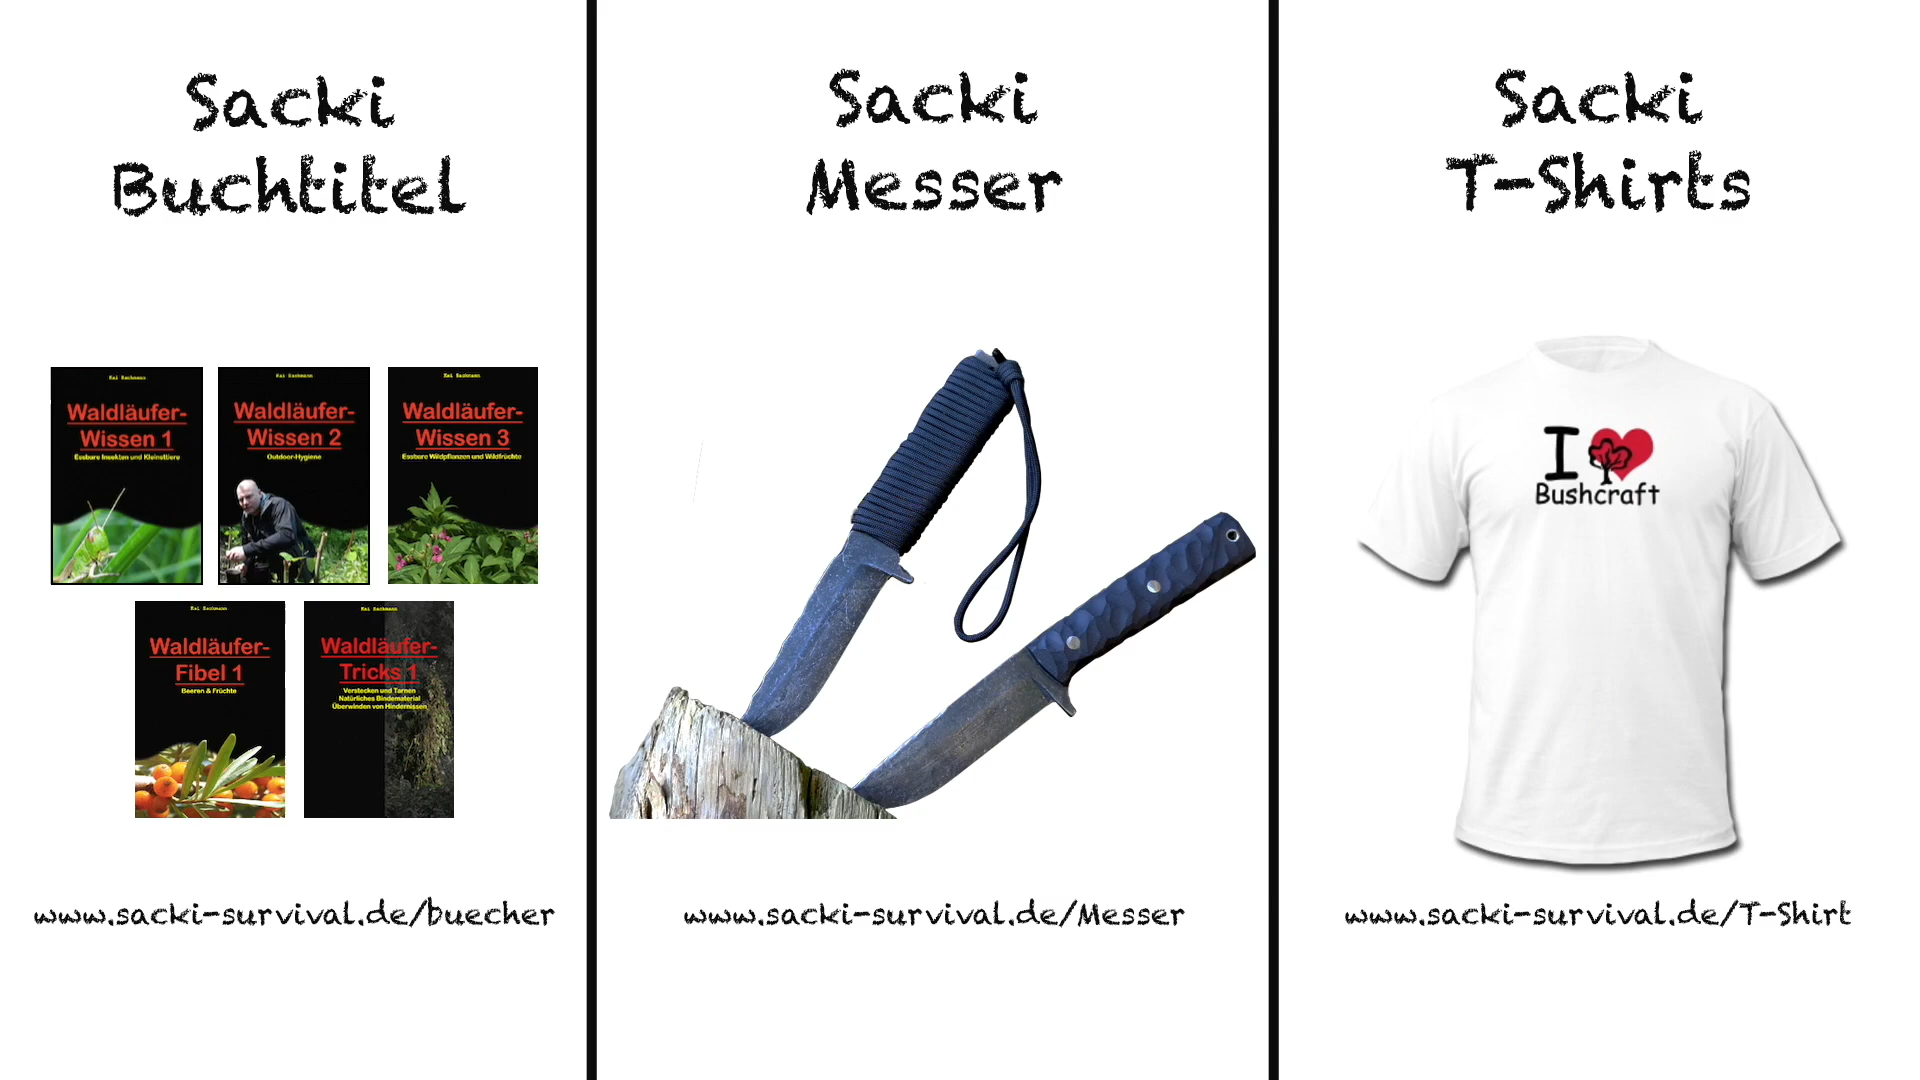 Sacki
Buchtitel
Kai Sackmann
Waldläufer-
Wissen 1
Essbare Insekten und Kleinsttiere
Kai Sackmann
Waldläufer-
Wissen 2
Outdoor-Hygiene
Kai Sackmann
Waldläufer-
Wissen 3
Essbare Wildpflanzen und Wildfrüchte
Kai Sackmann
Waldläufer-
Fibel 1
Beeren & Früchte
Kai Sackmann
Waldläufer-
Tricks 1
Verstecken und Tarnen
Natürliches Bindematerial
Überwinden von Hindernissen
www.sacki-survival.de/buecher
Sacki
Messer
www.sacki-survival.de/Messer
Sacki
T-Shirts
I
Bushcraft
www.sacki-survival.de/T-Shirt